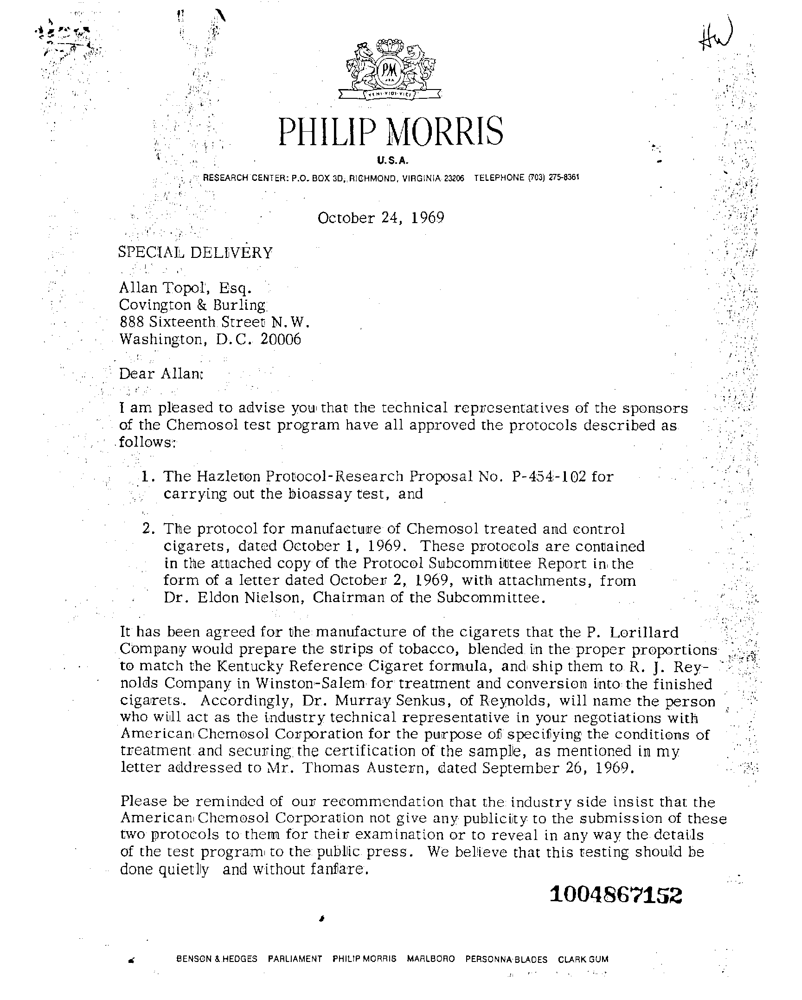 HW
PM
VENI·VIDI·VICI
PHILIP MORRIS
U.S.A.
RESEARCH CENTER: P.O. BOX 3D, RICHMOND, VIRGINIA 23206 TELEPHONE (703) 275-8361
October 24, 1969
SPECIAL DELIVERY
Allan Topol, Esq.
Covington & Burling
888 Sixteenth Street N.W.
Washington, D.C. 20006
Dear Allan:
I am pleased to advise you that the technical representatives of the sponsors
of the Chemosol test program have all approved the protocols described as
follows:
1. The Hazleton Protocol-Research Proposal No. P-454-102 for
carrying out the bioassay test, and
2. The protocol for manufacture of Chemosol treated and control
cigarets, dated October 1, 1969. These protocols are contained
in the attached copy of the Protocol Subcommittee Report in the
form of a letter dated October 2, 1969, with attachments, from
Dr. Eldon Nielson, Chairman of the Subcommittee.
It has been agreed for the manufacture of the cigarets that the P. Lorillard
Company would prepare the strips of tobacco, blended in the proper proportions
to match the Kentucky Reference Cigaret formula, and ship them to R. J. Rey-
nolds Company in Winston-Salem for treatment and conversion into the finished
cigarets. Accordingly, Dr. Murray Senkus, of Reynolds, will name the person
who will act as the industry technical representative in your negotiations with
American Chemosol Corporation for the purpose of specifying the conditions of
treatment and securing the certification of the sample, as mentioned in my
letter addressed to Mr. Thomas Austern, dated September 26, 1969.
Please be reminded of our recommendation that the industry side insist that the
American Chemosol Corporation not give any publicity to the submission of these
two protocols to them for their examination or to reveal in any way the details
of the test program to the public press. We believe that this testing should be
done quietly and without fanfare.
1004867152
BENSON & HEDGES PARLIAMENT PHILIP MORRIS MARLBORO PERSONNA BLADES CLARK GUM